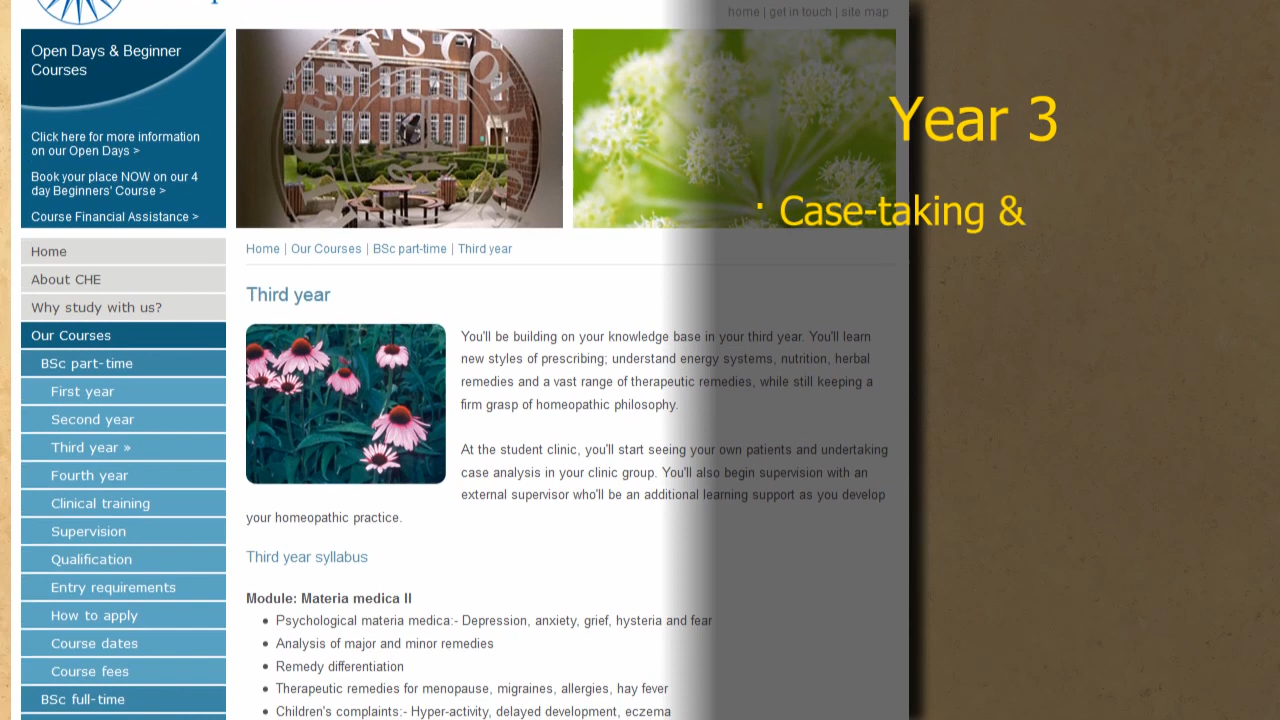 home | get in touch | site map
Open Days & Beginner
Courses
Click here for more information
on our Open Days >
Book your place NOW on our 4
day Beginners' Course >
Course Financial Assistance >
Year 3
· Case-taking &
Home
About CHE
Why study with us?
Our Courses
BSc part-time
First year
Second year
Third year »
Fourth year
Clinical training
Supervision
Qualification
Entry requirements
How to apply
Course dates
Course fees
BSc full-time
Home | Our Courses | BSc part-time | Third year
Third year
You'll be building on your knowledge base in your third year. You'll learn
new styles of prescribing; understand energy systems, nutrition, herbal
remedies and a vast range of therapeutic remedies, while still keeping a
firm grasp of homeopathic philosophy.
At the student clinic, you'll start seeing your own patients and undertaking
case analysis in your clinic group. You'll also begin supervision with an
external supervisor who'll be an additional learning support as you develop
your homeopathic practice.
Third year syllabus
Module: Materia medica II
• Psychological materia medica:- Depression, anxiety, grief, hysteria and fear
• Analysis of major and minor remedies
• Remedy differentiation
• Therapeutic remedies for menopause, migraines, allergies, hay fever
• Children's complaints:- Hyper-activity, delayed development, eczema